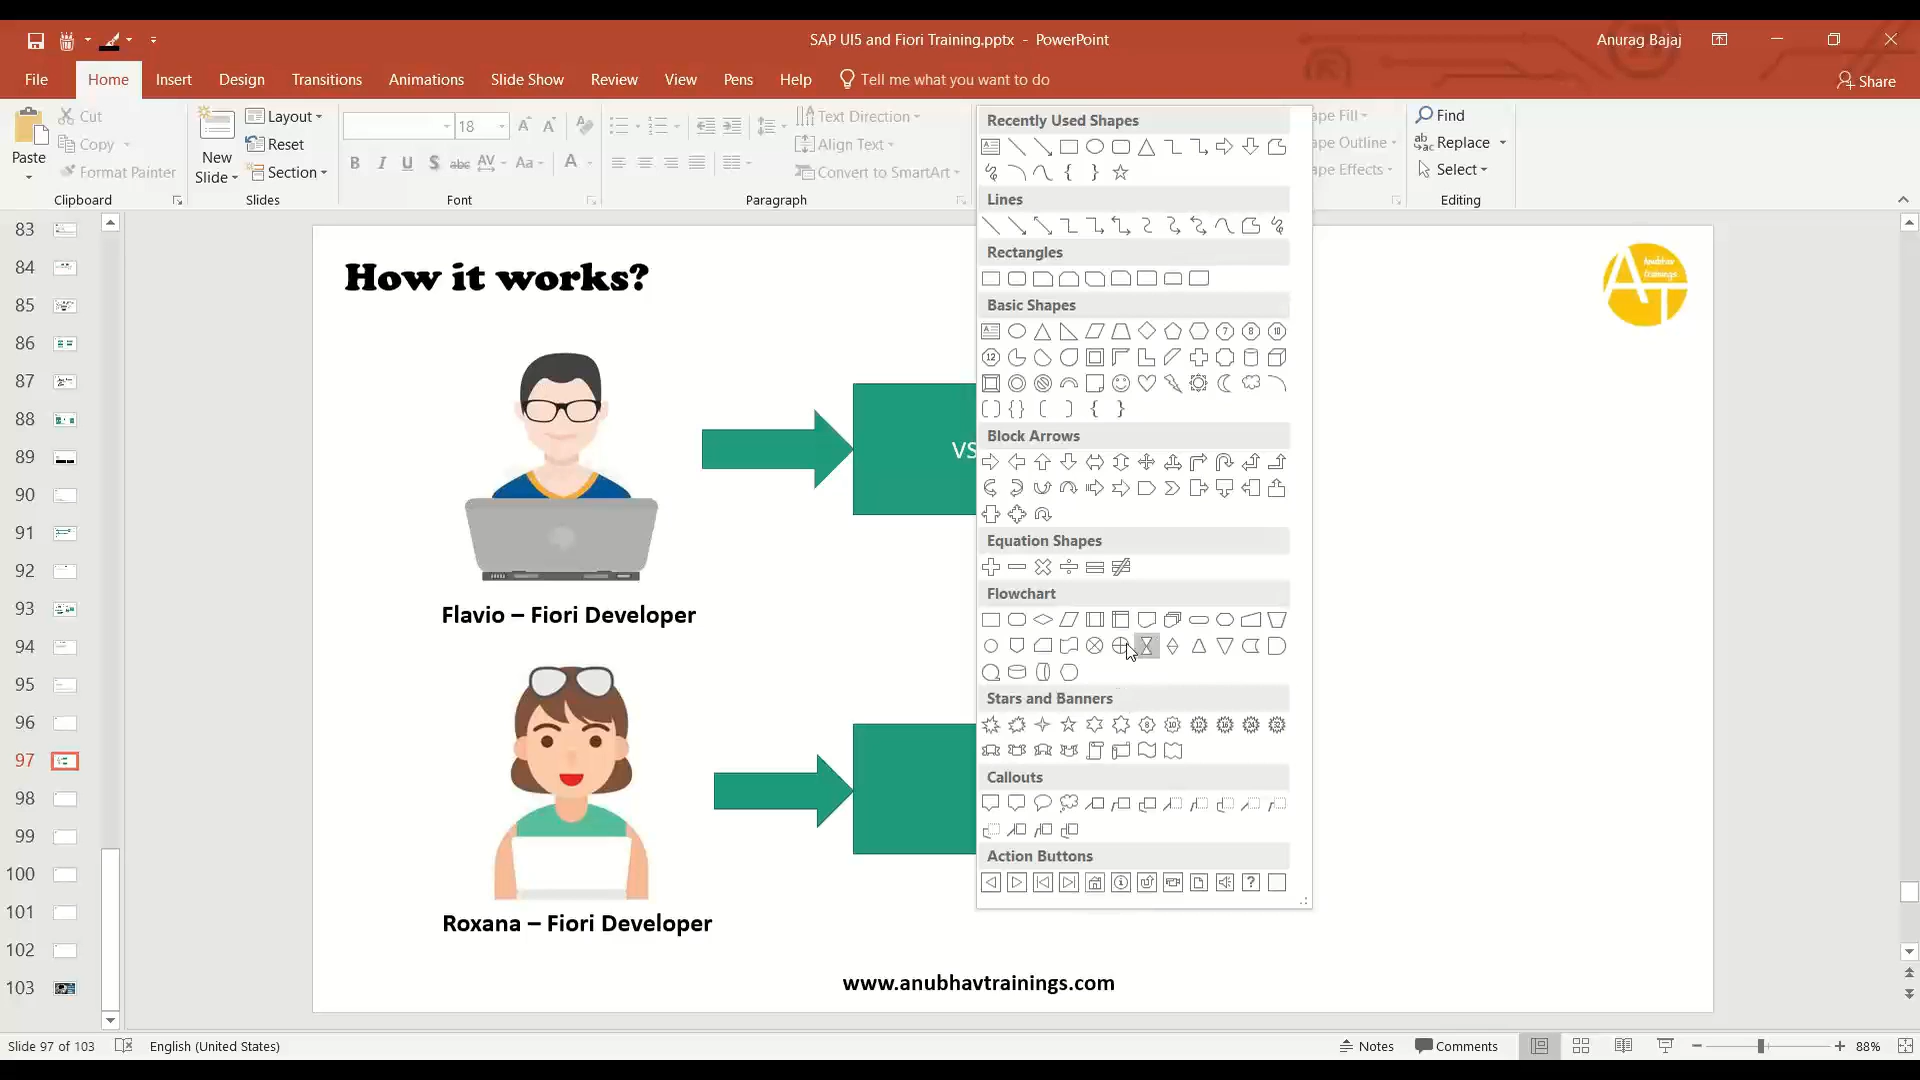 SAP UI5 and Fiori Training.pptx - PowerPoint
Anurag Bajaj
File
Home
Insert
Design
Transitions
Animations
Slide Show
Review
View
Pens
Help
Tell me what you want to do
Share
Paste
Cut
Copy
Format Painter
Clipboard
New
Slide
Layout
Reset
Section
Slides
18
Font
Text Direction
Align Text
Convert to SmartArt
Paragraph
ape Fill
ape Outline
ape Effects
Find
Replace
Select
Editing
Recently Used Shapes
Lines
Rectangles
Basic Shapes
Block Arrows
Equation Shapes
Flowchart
Stars and Banners
Callouts
Action Buttons
83
84
85
86
87
88
89
90
91
92
93
94
95
96
97
98
99
100
101
102
103
How it works?
Anubhav
trainings
AT
VS
Flavio – Fiori Developer
Roxana – Fiori Developer
www.anubhavtrainings.com
Slide 97 of 103
English (United States)
Notes
Comments
88%